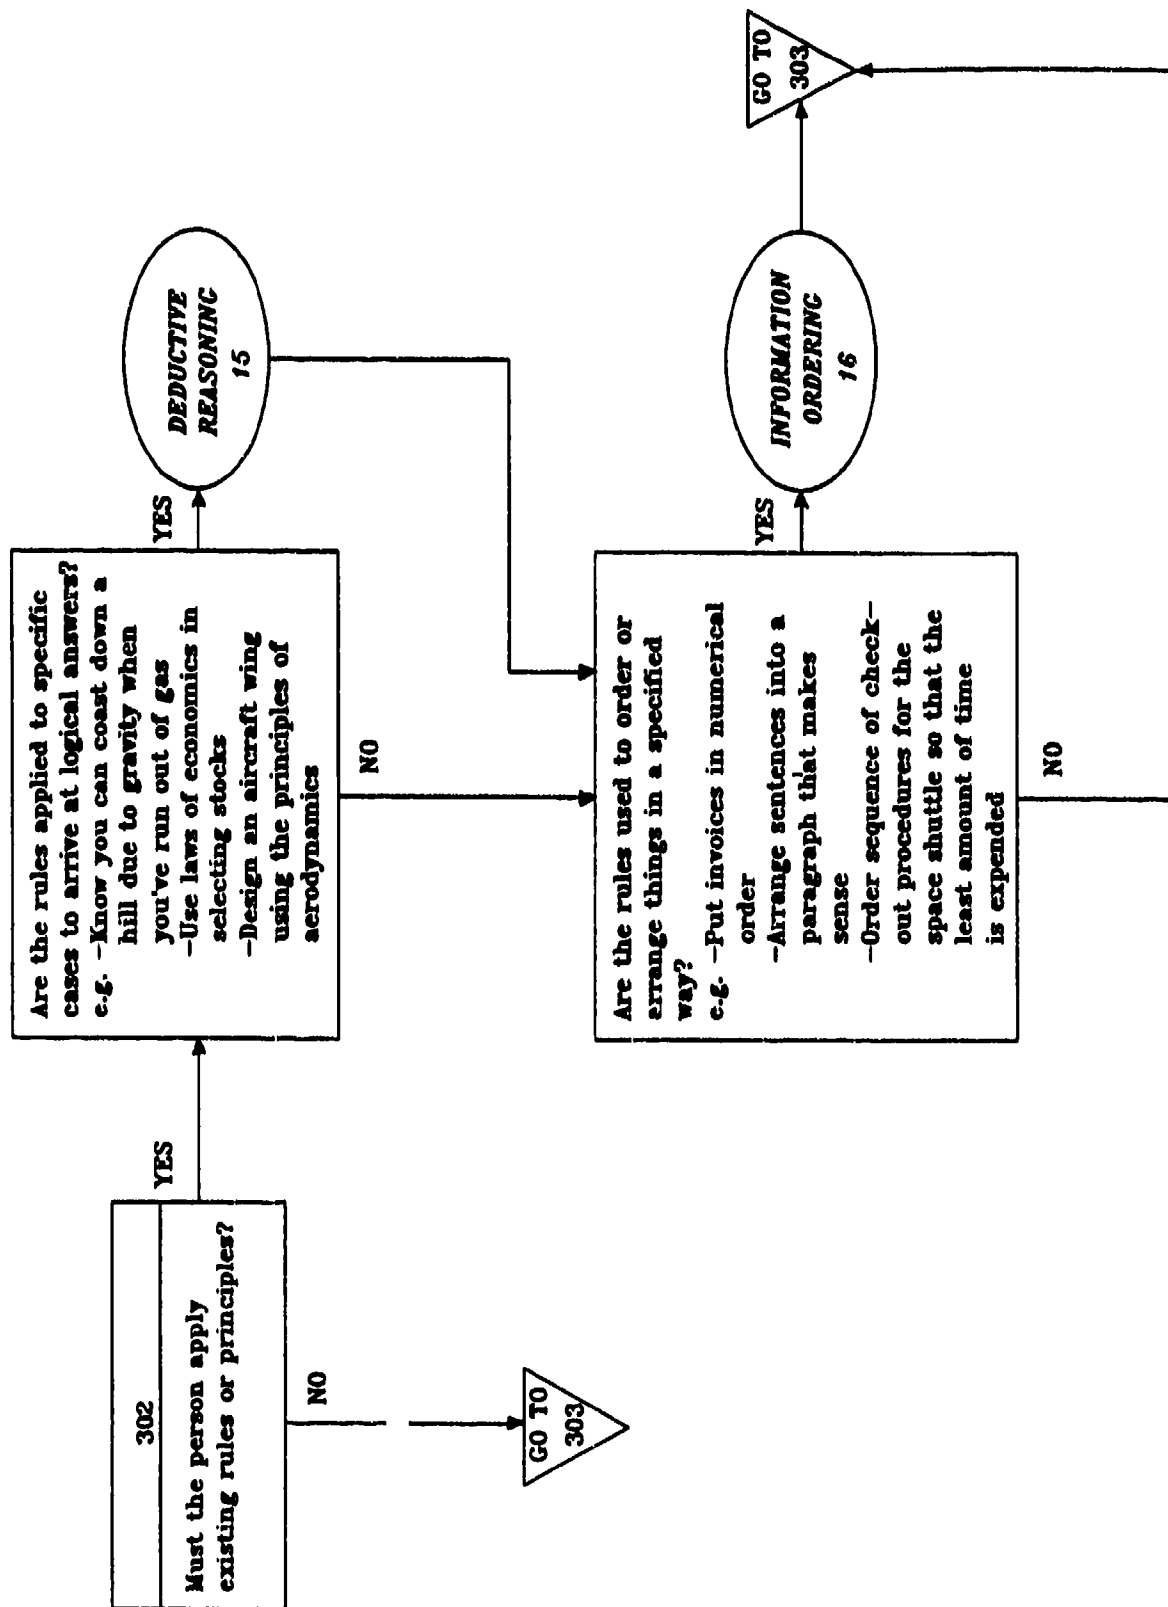 302
Must the person apply
existing rules or principles?
YES
NO
GO TO
303
Are the rules applied to specific
cases to arrive at logical answers?
e.g. -Know you can coast down a
hill due to gravity when
you've run out of gas
-Use laws of economics in
selecting stocks
-Design an aircraft wing
using the principles of
aerodynamics
YES
NO
DEDUCTIVE
REASONING
15
Are the rules used to order or
arrange things in a specified
way?
e.g. -Put invoices in numerical
order
-Arrange sentences into a
paragraph that makes
sense
-Order sequence of check-
out procedures for the
space shuttle so that the
least amount of time
is expended
YES
NO
INFORMATION
ORDERING
16
GO TO
303